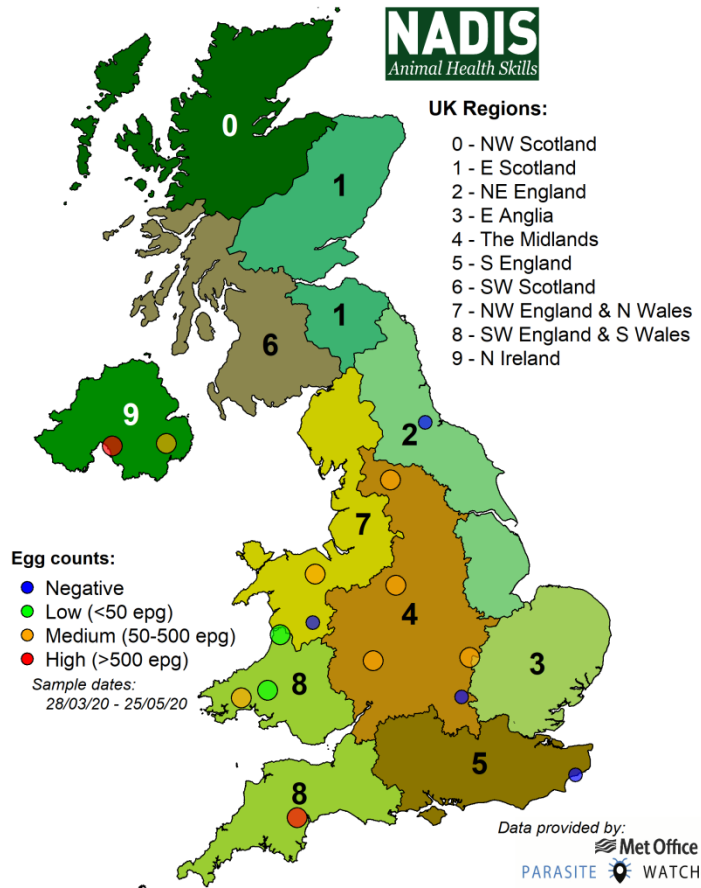 NADIS
Animal Health Skills
UK Regions:
0 - NW Scotland
1 - E Scotland
2 - NE England
3 - E Anglia
4 - The Midlands
5 - S England
6 - SW Scotland
7 - NW England & N Wales
8 - SW England & S Wales
9 - N Ireland
0
1
1
6
9
2
7
4
3
8
5
8
Egg counts:
Negative
Low (<50 epg)
Medium (50-500 epg)
High (>500 epg)
Sample dates:
28/03/20 - 25/05/20
Data provided by:
Met Office
PARASITE WATCH